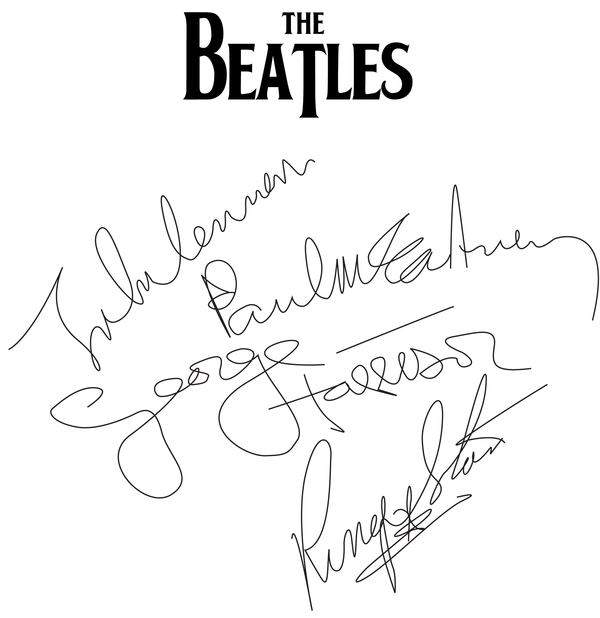 THE
BEATLES
John Lennon
Paul McCartney
George
Harrison
Ringo Starr